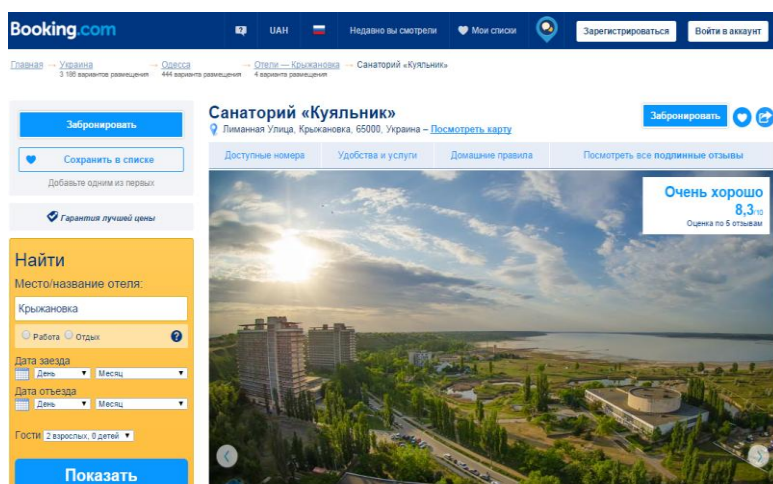 Booking.com
UAH
Недавно вы смотрели
Мои списки
Зарегистрироваться
Войти в аккаунт
Главная → Украина → Одесса → Отели — Крыжановка → Санаторий «Куяльник»
3 186 вариантов размещения 444 варианта размещения 4 варианта размещения
Забронировать
Сохранить в списке
Добавьте одним из первых
Гарантия лучшей цены
Найти
Место/название отеля:
Крыжановка
Работа Отдых ?
Дата заезда
День Месяц
Дата отъезда
День Месяц
Гости 2 взрослых, 0 детей
Показать
Санаторий «Куяльник»
Лиманная Улица, Крыжановка, 65000, Украина – Посмотреть карту
Забронировать
Доступные номера
Удобства и услуги
Домашние правила
Посмотреть все подлинные отзывы
Очень хорошо
8,3/10
Оценка по 5 отзывам